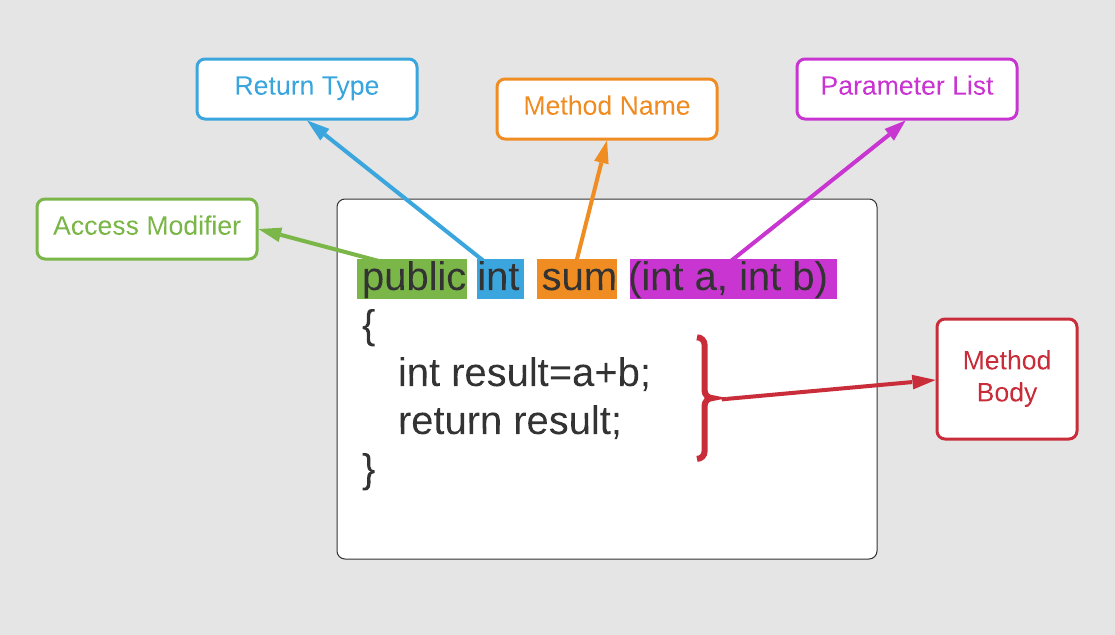 Return Type
Method Name
Parameter List
Access Modifier
public int sum (int a, int b)
{
int result=a+b;
return result;
}
Method
Body